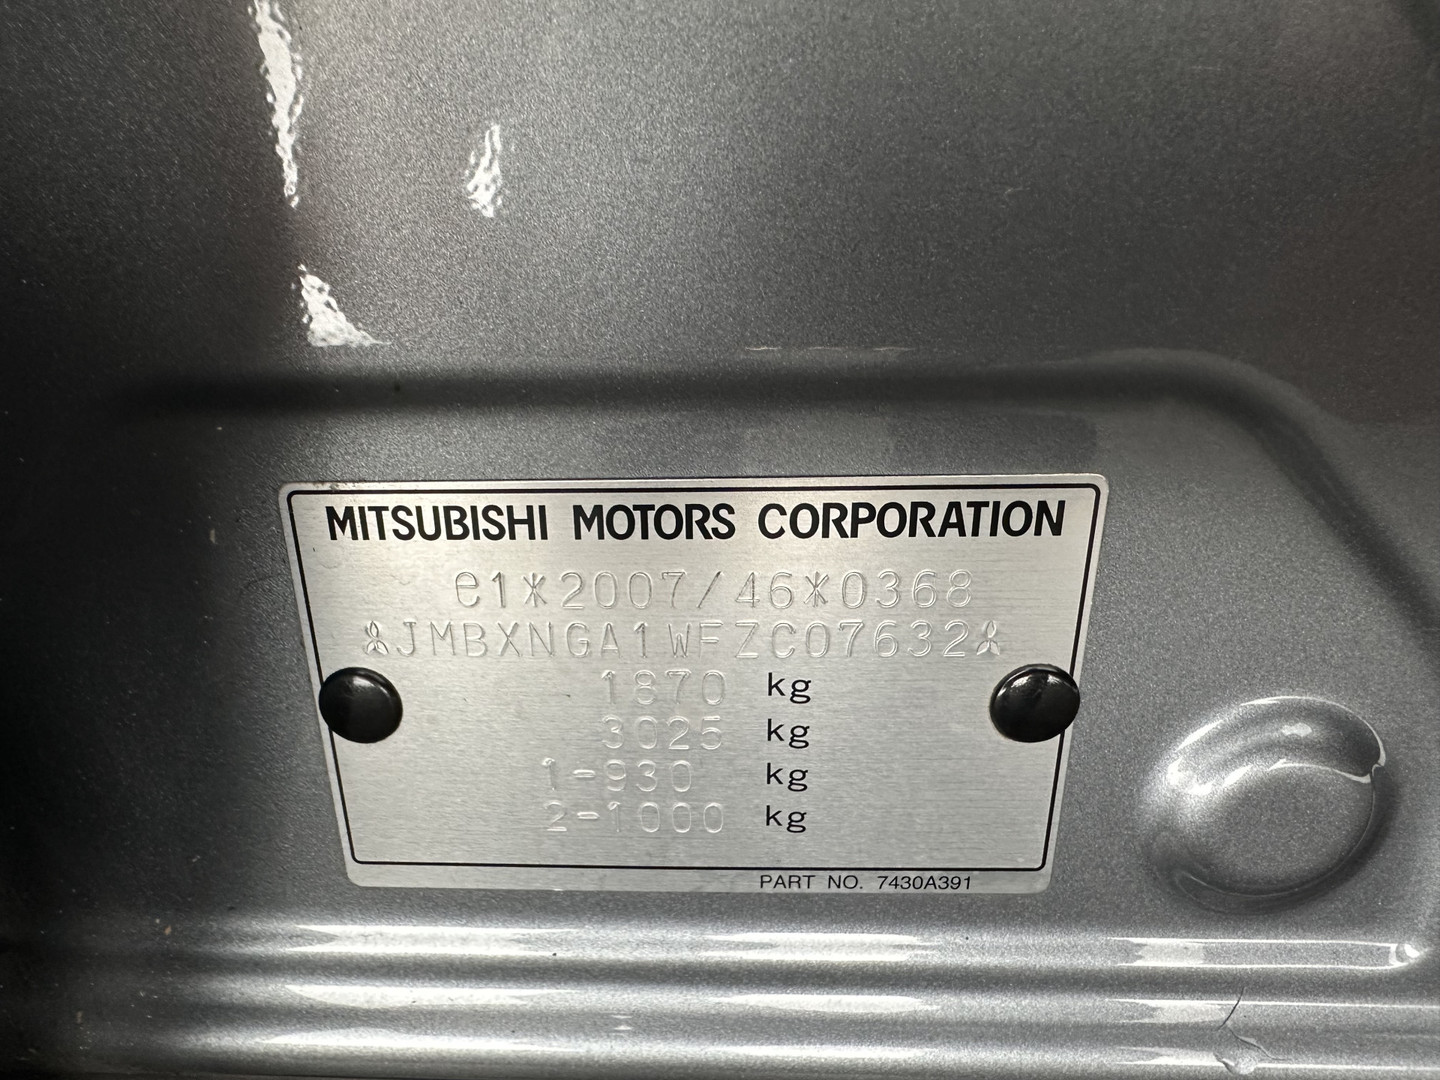 MITSUBISHI MOTORS CORPORATION
e1*2007/46*0368
JMBXNGA1WFZC07632
1870 kg
3025 kg
1-930 kg
2-1000 kg
PART NO. 7430A391